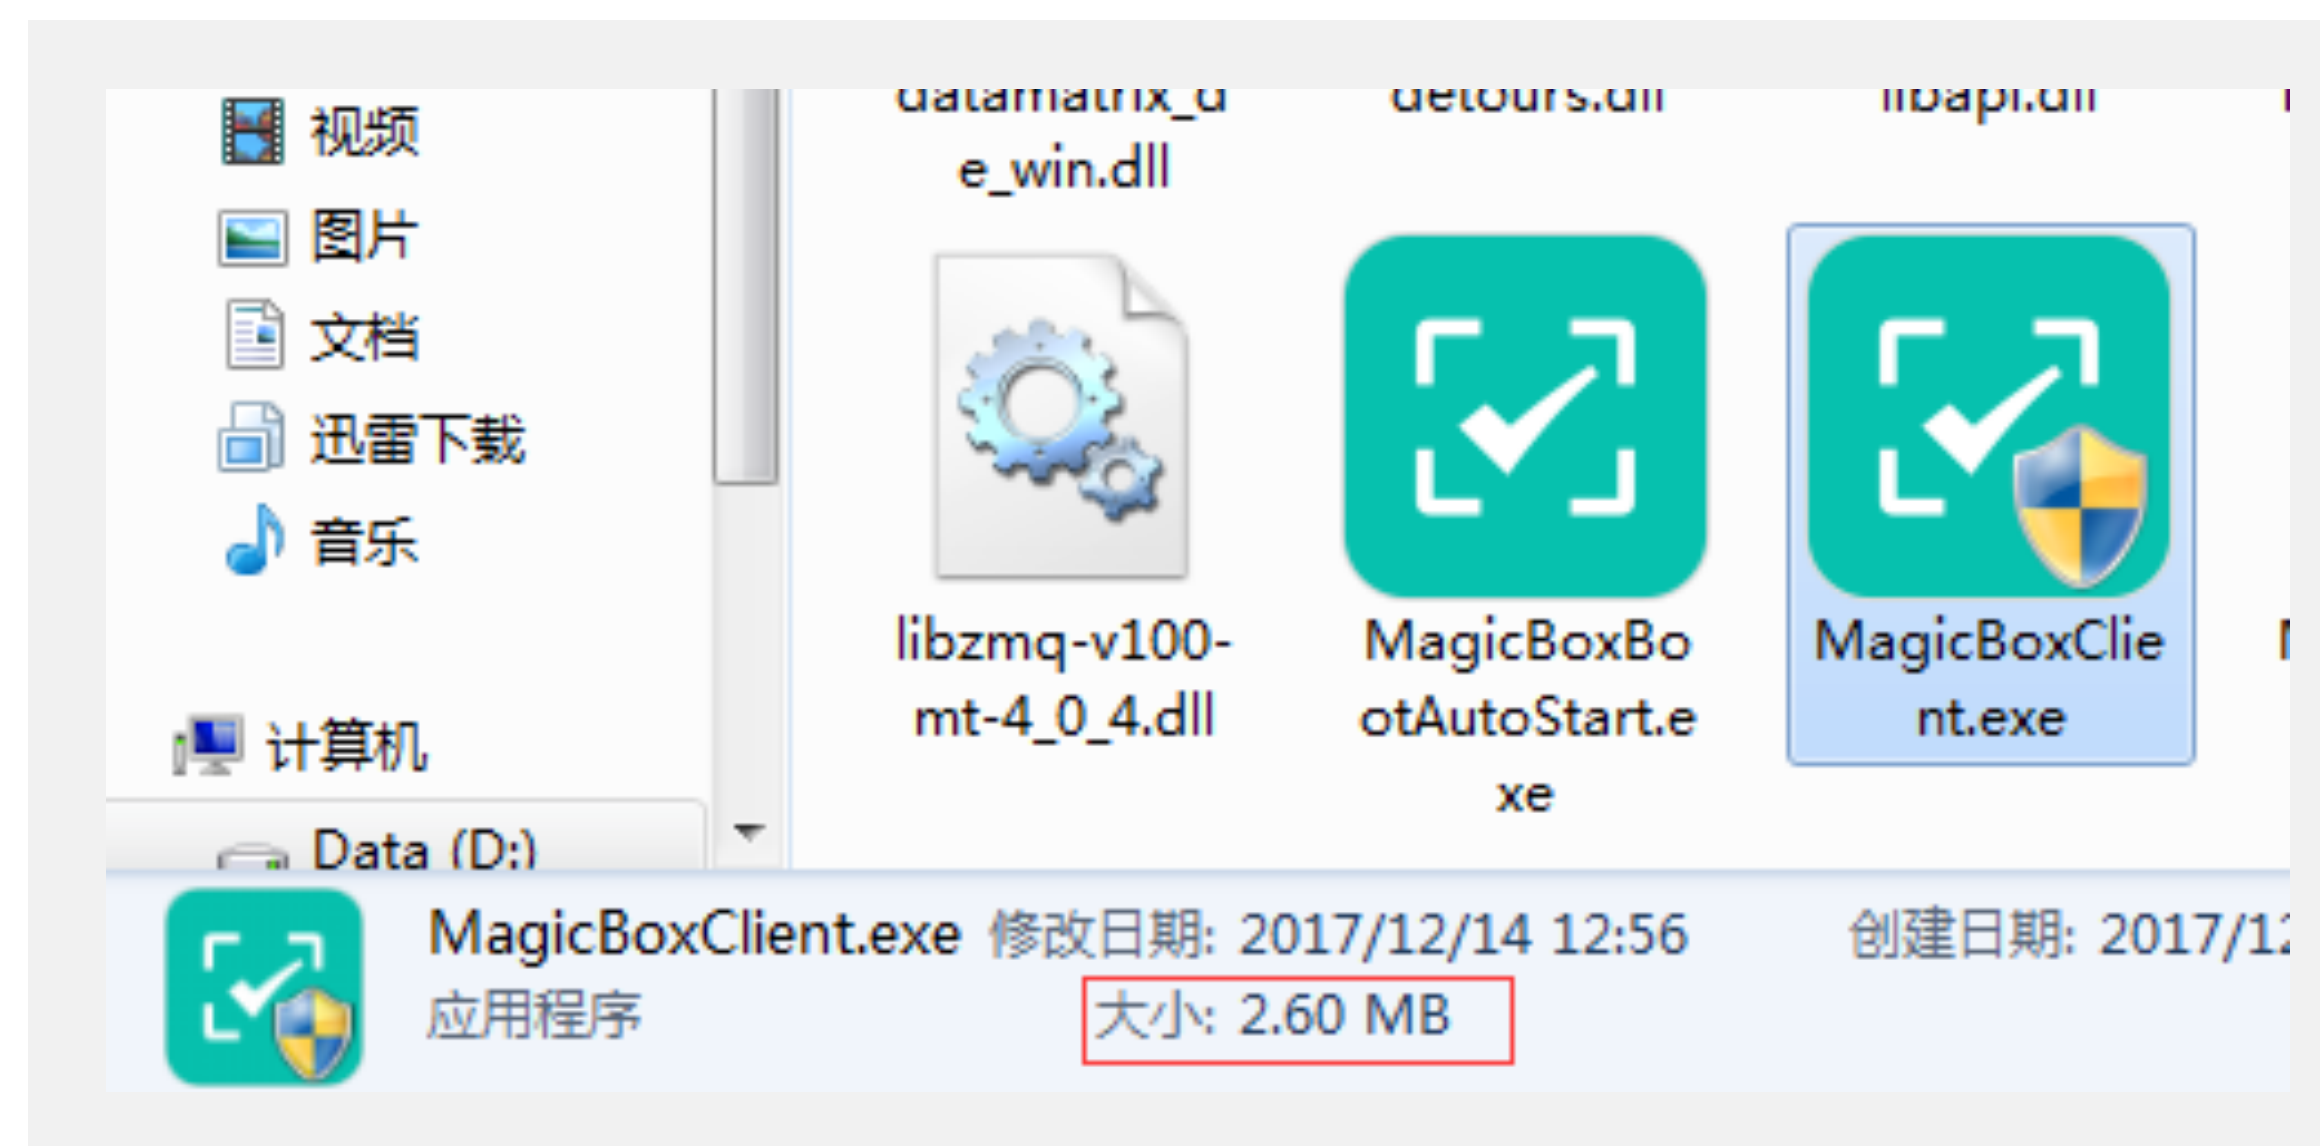 视频
图片
文档
迅雷下载
音乐
计算机
Data (D:)
datamatrix_d
e_win.dll
detours.dll
libapi.dll
libzmq-v100-
mt-4_0_4.dll
MagicBoxBo
otAutoStart.e
xe
MagicBoxClie
nt.exe
MagicBoxClient.exe 修改日期: 2017/12/14 12:56 创建日期: 2017/12
应用程序 大小: 2.60 MB